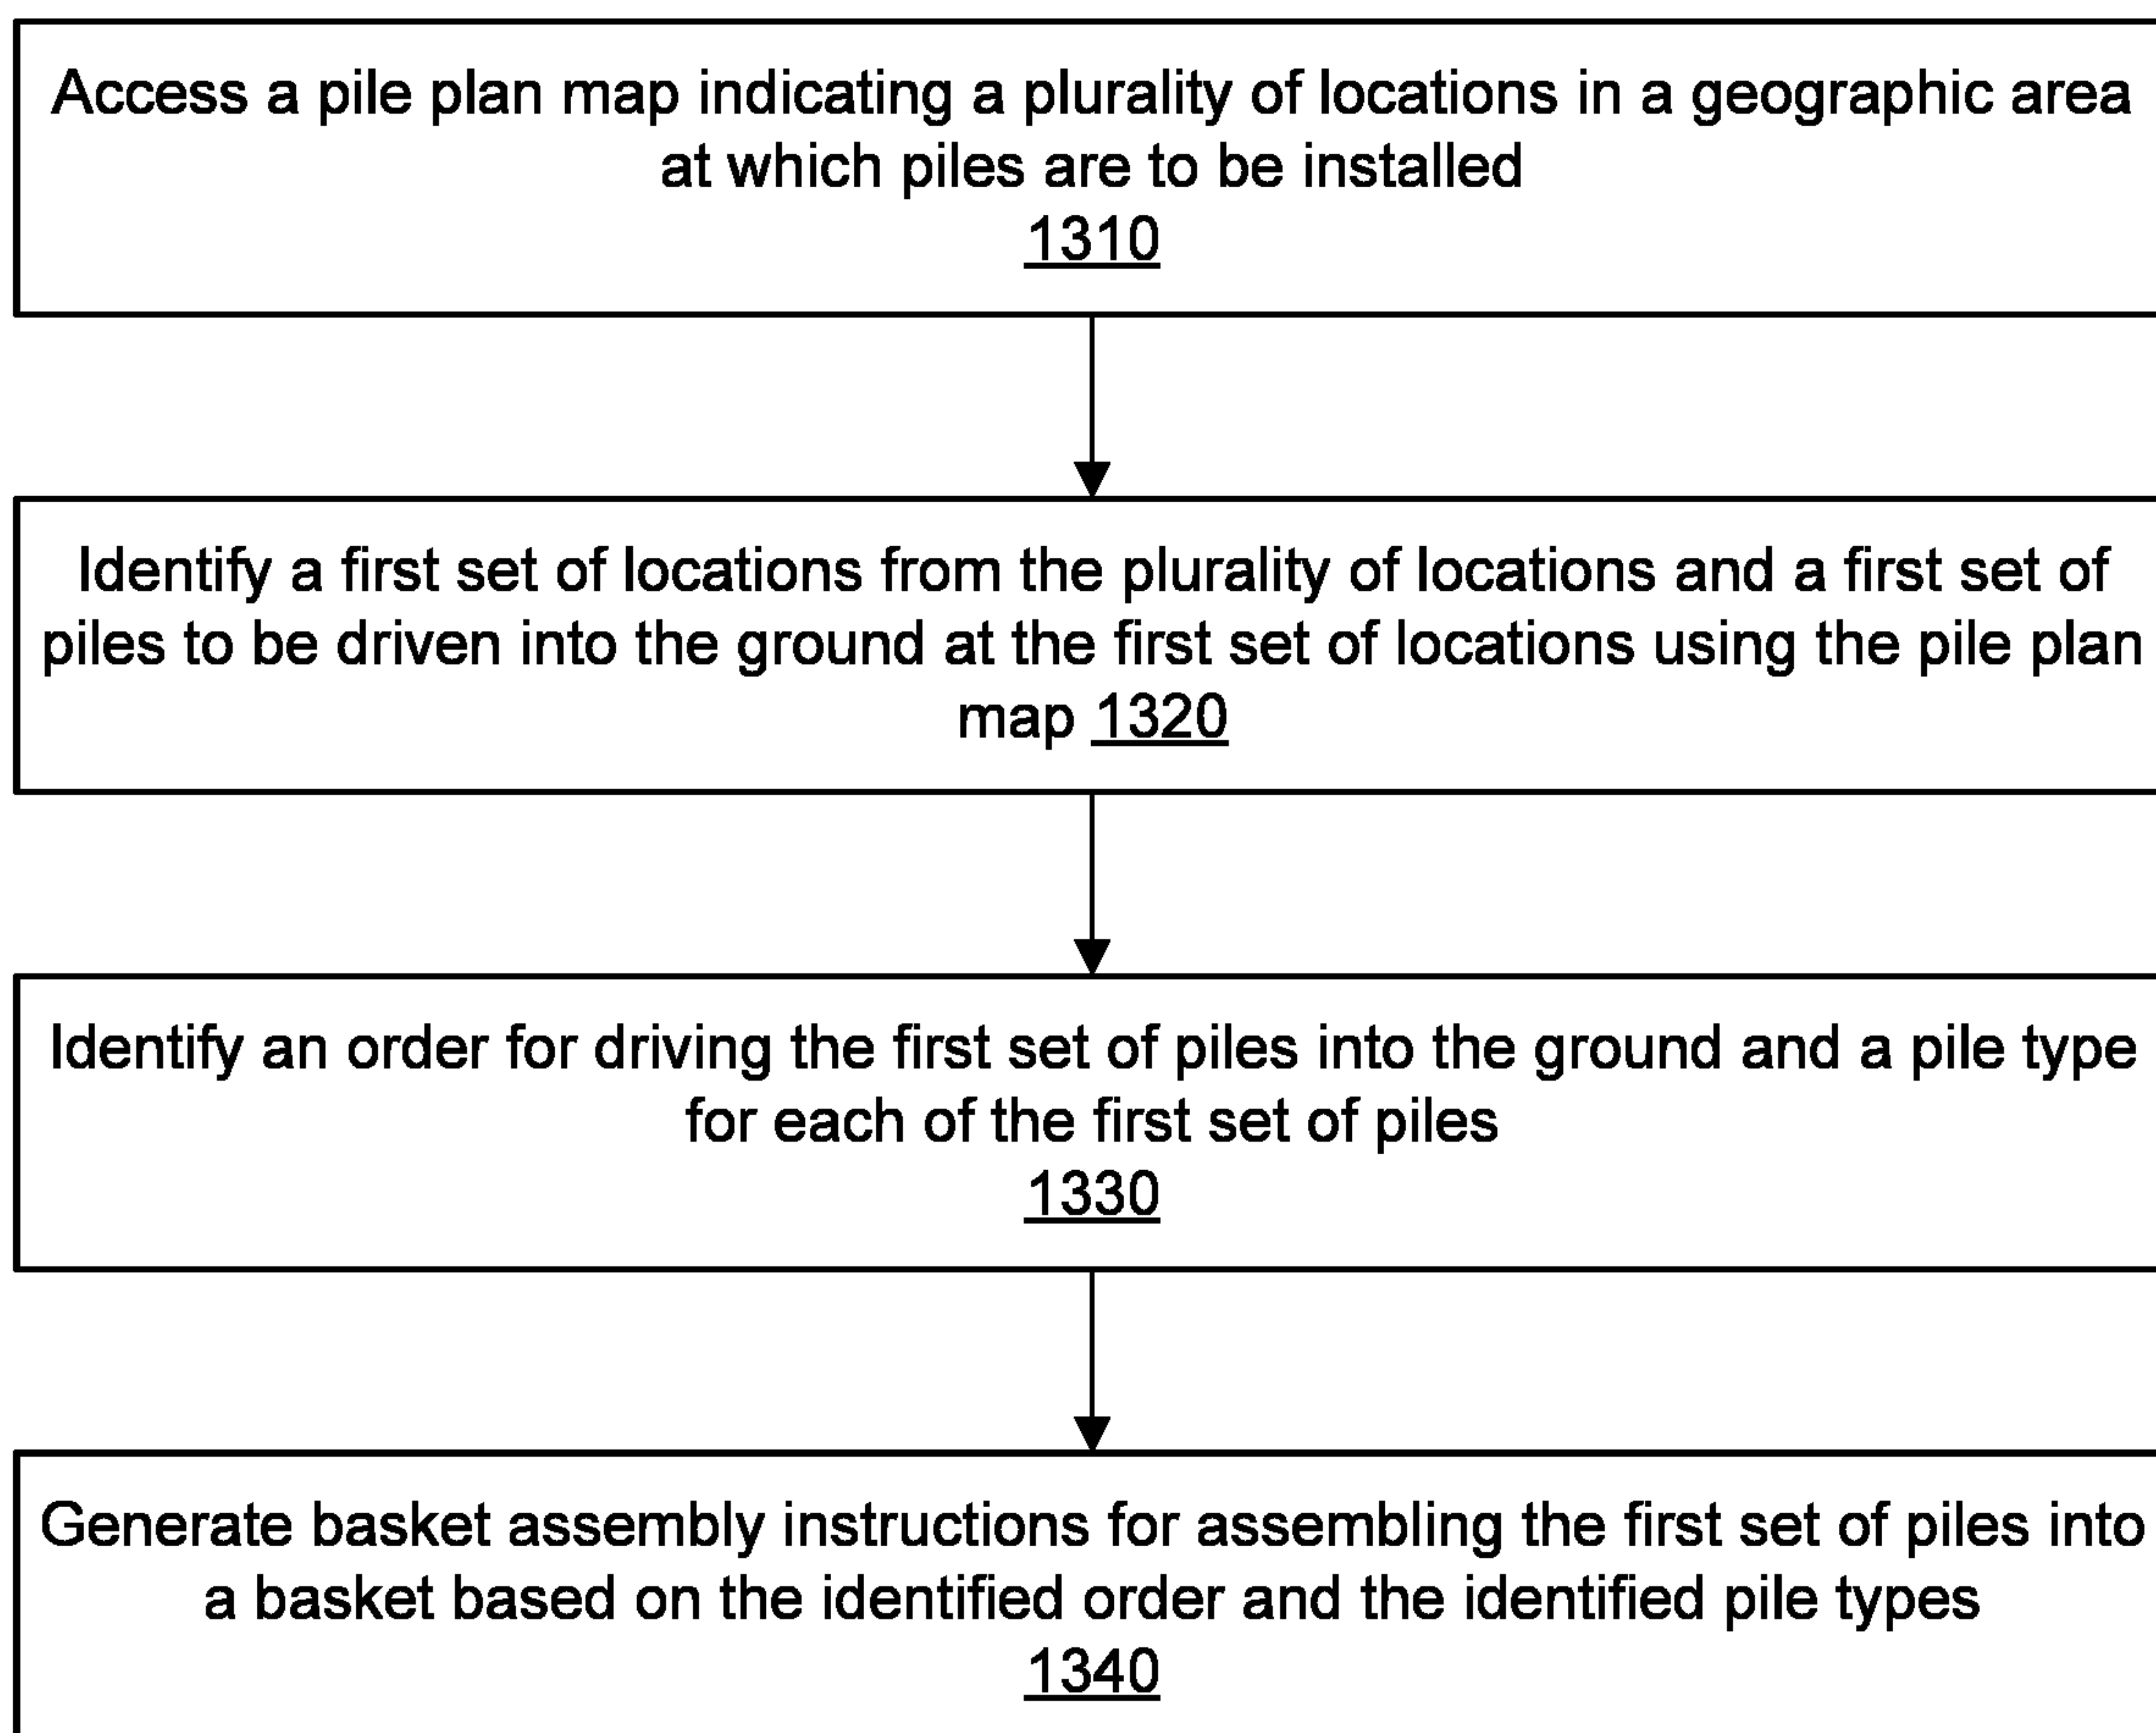 Access a pile plan map indicating a plurality of locations in a geographic area
at which piles are to be installed
1310
Identify a first set of locations from the plurality of locations and a first set of
piles to be driven into the ground at the first set of locations using the pile plan
map 1320
Identify an order for driving the first set of piles into the ground and a pile type
for each of the first set of piles
1330
Generate basket assembly instructions for assembling the first set of piles into
a basket based on the identified order and the identified pile types
1340